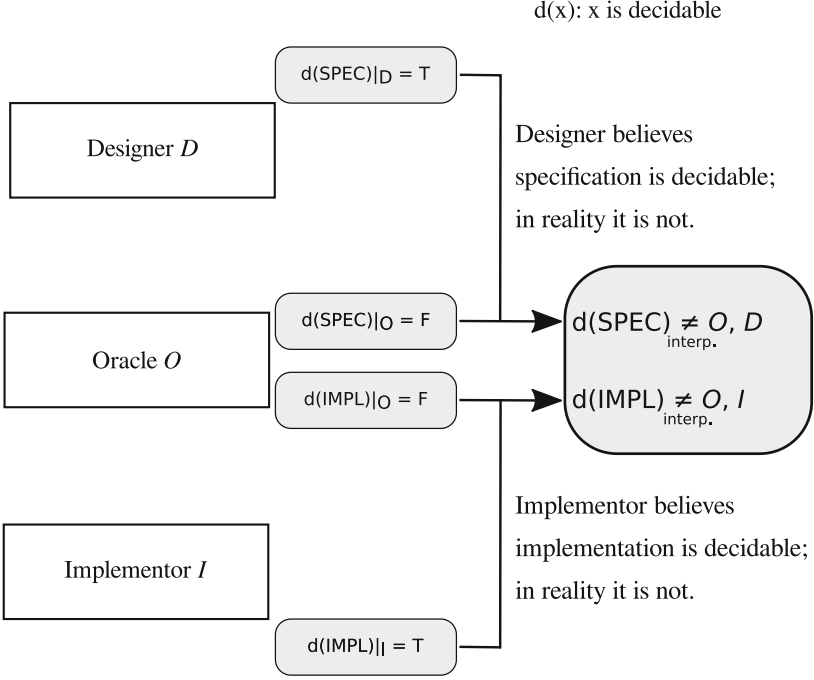 d(x): x is decidable
d(SPEC)|D = T
Designer D
Designer believes
specification is decidable;
in reality it is not.
d(SPEC)|O = F
d(SPEC) ≠ O, D
interp.
Oracle O
d(IMPL)|O = F
d(IMPL) ≠ O, I
interp.
Implementor believes
implementation is decidable;
in reality it is not.
Implementor I
d(IMPL)|I = T